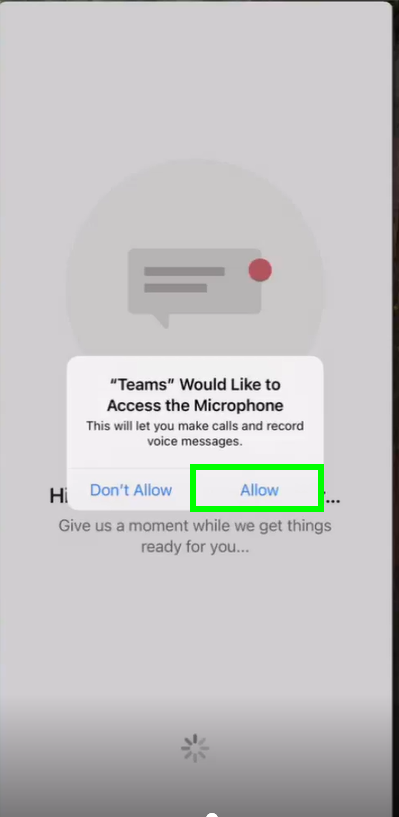 “Teams” Would Like to
Access the Microphone
This will let you make calls and record
voice messages.
Don't Allow
Allow
Give us a moment while we get things
ready for you...